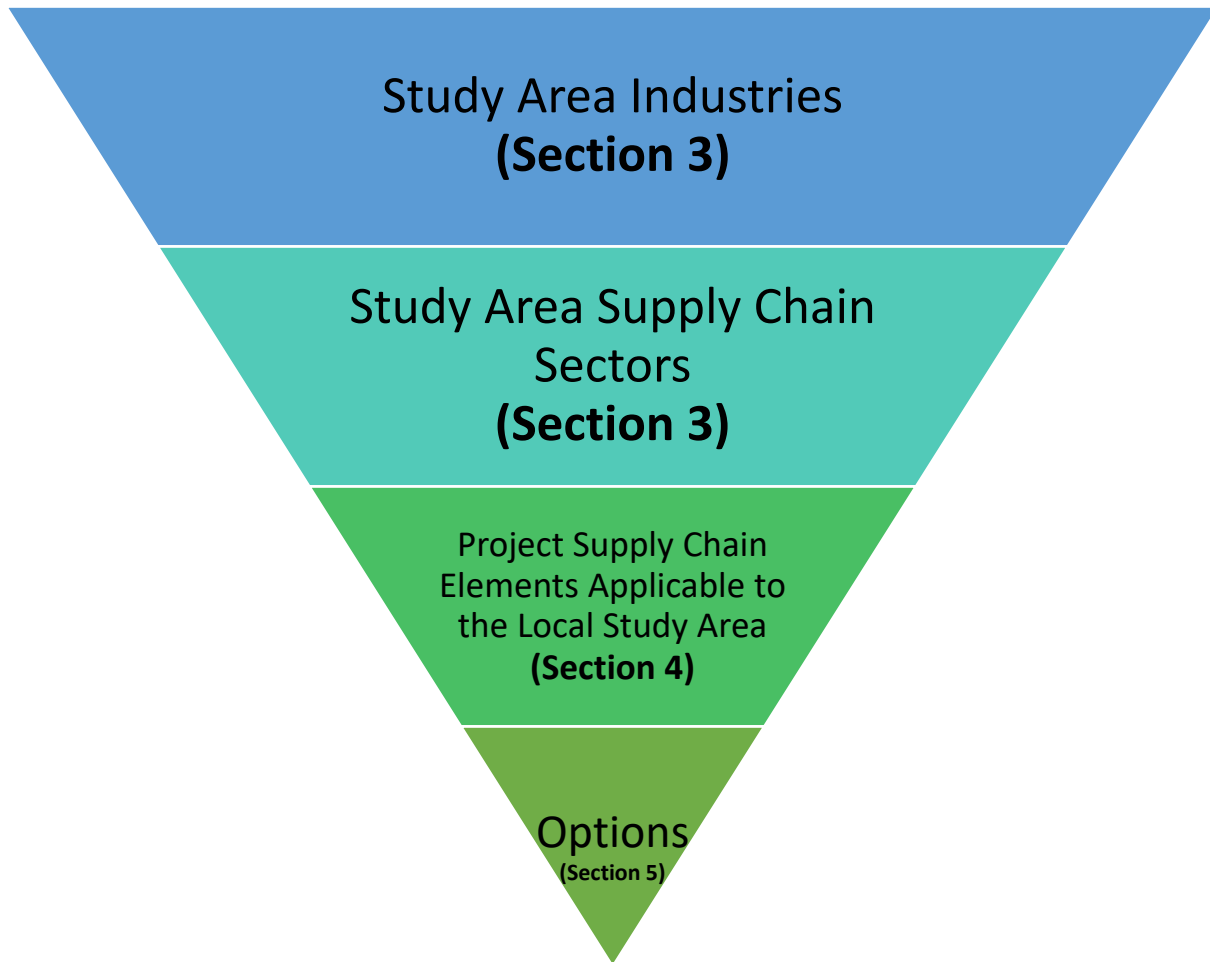 Study Area Industries
(Section 3)
Study Area Supply Chain
Sectors
(Section 3)
Project Supply Chain
Elements Applicable to
the Local Study Area
(Section 4)
Options
(Section 5)